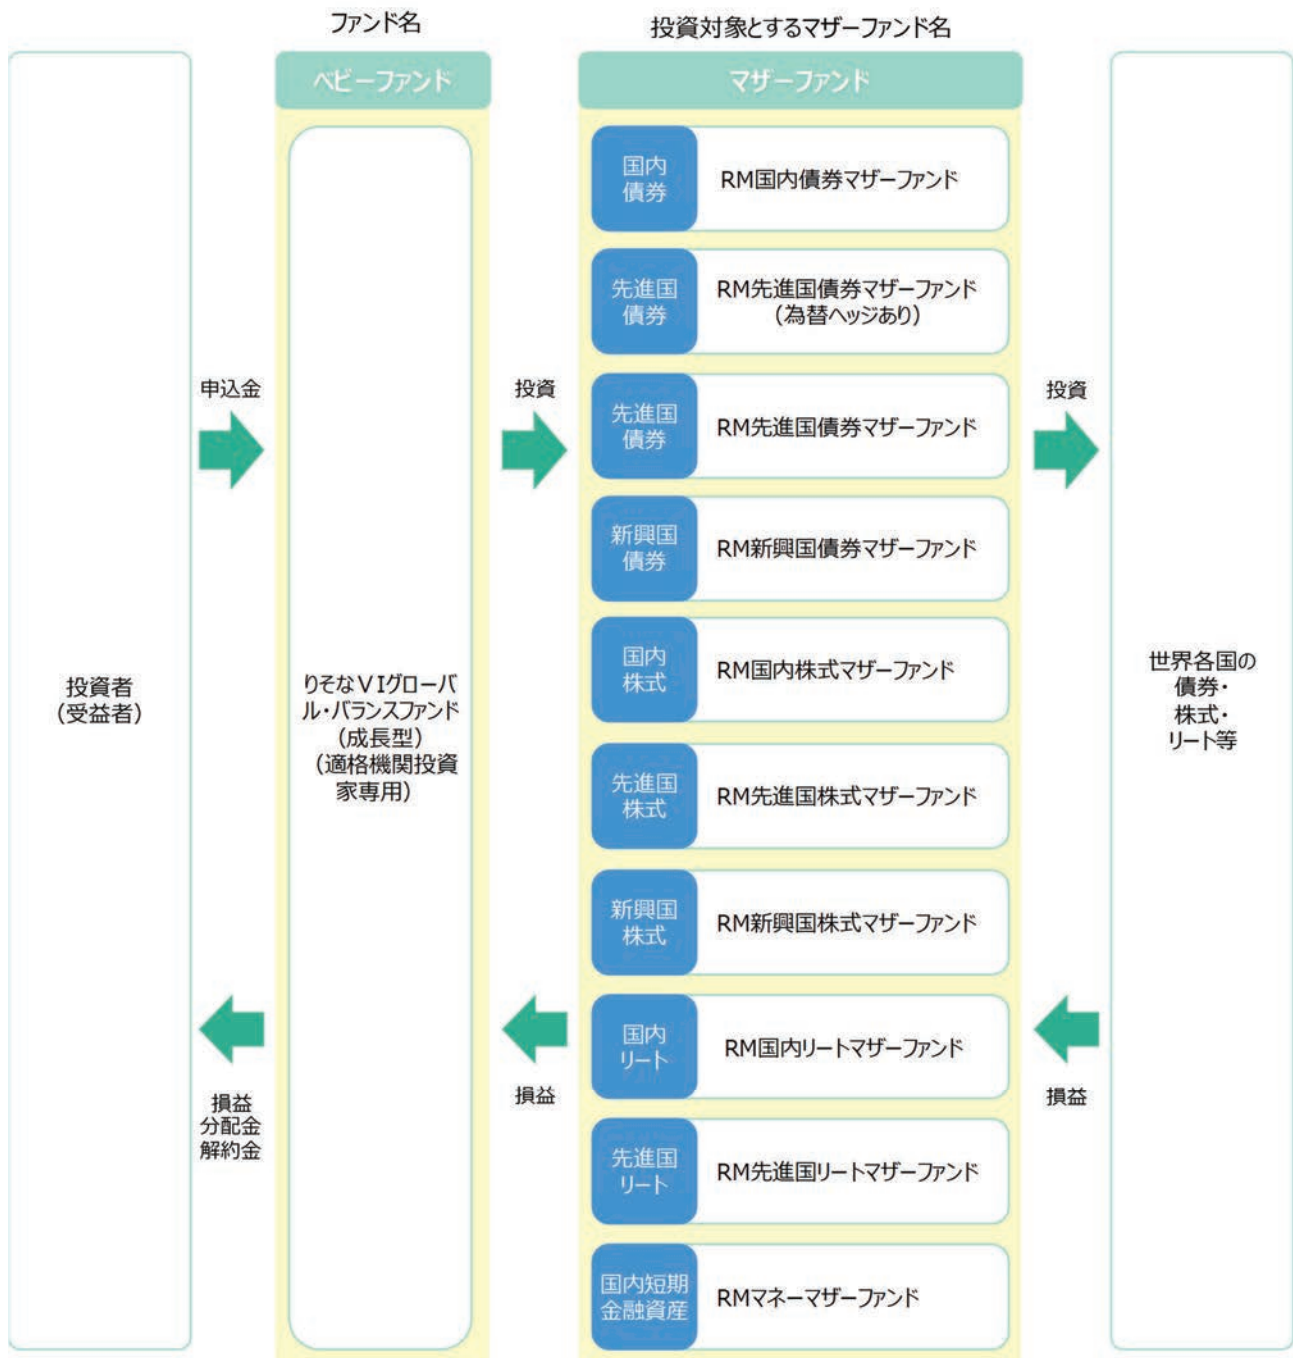 ファンド名
投資対象とするマザーファンド名
ベビーファンド
マザーファンド
投資者
（受益者）
申込金
損益
分配金
解約金
りそなＶＩグローバ
ル・バランスファンド
（成長型）
（適格機関投資
家専用）
投資
損益
国内
債券
RM国内債券マザーファンド
先進国
債券
RM先進国債券マザーファンド
（為替ヘッジあり）
先進国
債券
RM先進国債券マザーファンド
新興国
債券
RM新興国債券マザーファンド
国内
株式
RM国内株式マザーファンド
先進国
株式
RM先進国株式マザーファンド
新興国
株式
RM新興国株式マザーファンド
国内
リート
RM国内リートマザーファンド
先進国
リート
RM先進国リートマザーファンド
国内短期
金融資産
RMマネーマザーファンド
投資
損益
世界各国の
債券・
株式・
リート等